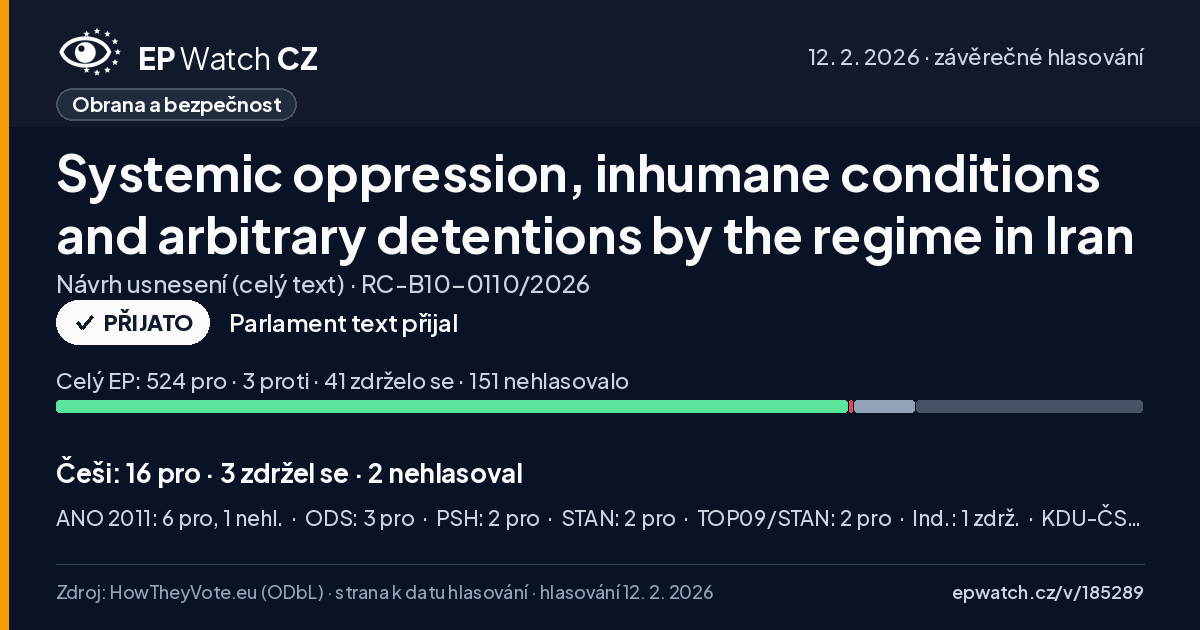 EP Watch CZ
12. 2. 2026 · závěrečné hlasování
Obrana a bezpečnost
Systemic oppression, inhumane conditions
and arbitrary detentions by the regime in Iran
Návrh usnesení (celý text) · RC-B10-0110/2026
✓ PŘIJATO Parlament text přijal
Celý EP: 524 pro · 3 proti · 41 zdrželo se · 151 nehlasovalo
Češi: 16 pro · 3 zdržel se · 2 nehlasoval
ANO 2011: 6 pro, 1 nehl. · ODS: 3 pro · PSH: 2 pro · STAN: 2 pro · TOP09/STAN: 2 pro · Ind.: 1 zdrž. · KDU-ČS…
Zdroj: HowTheyVote.eu (ODbL) · strana k datu hlasování · hlasování 12. 2. 2026
epwatch.cz/v/185289